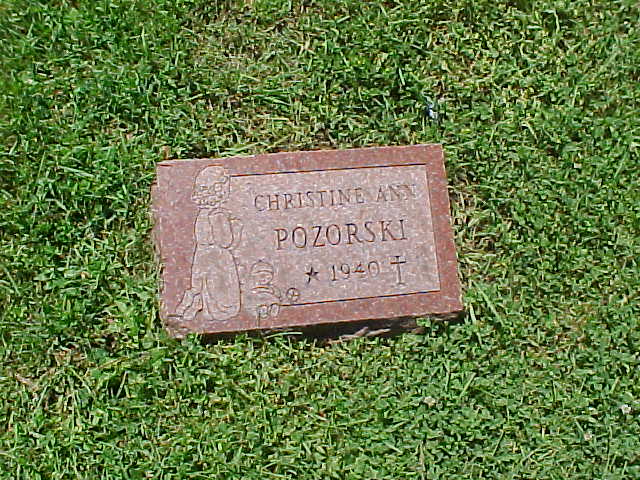 CHRISTINE ANN
POZORSKI
★ 1940 ✝